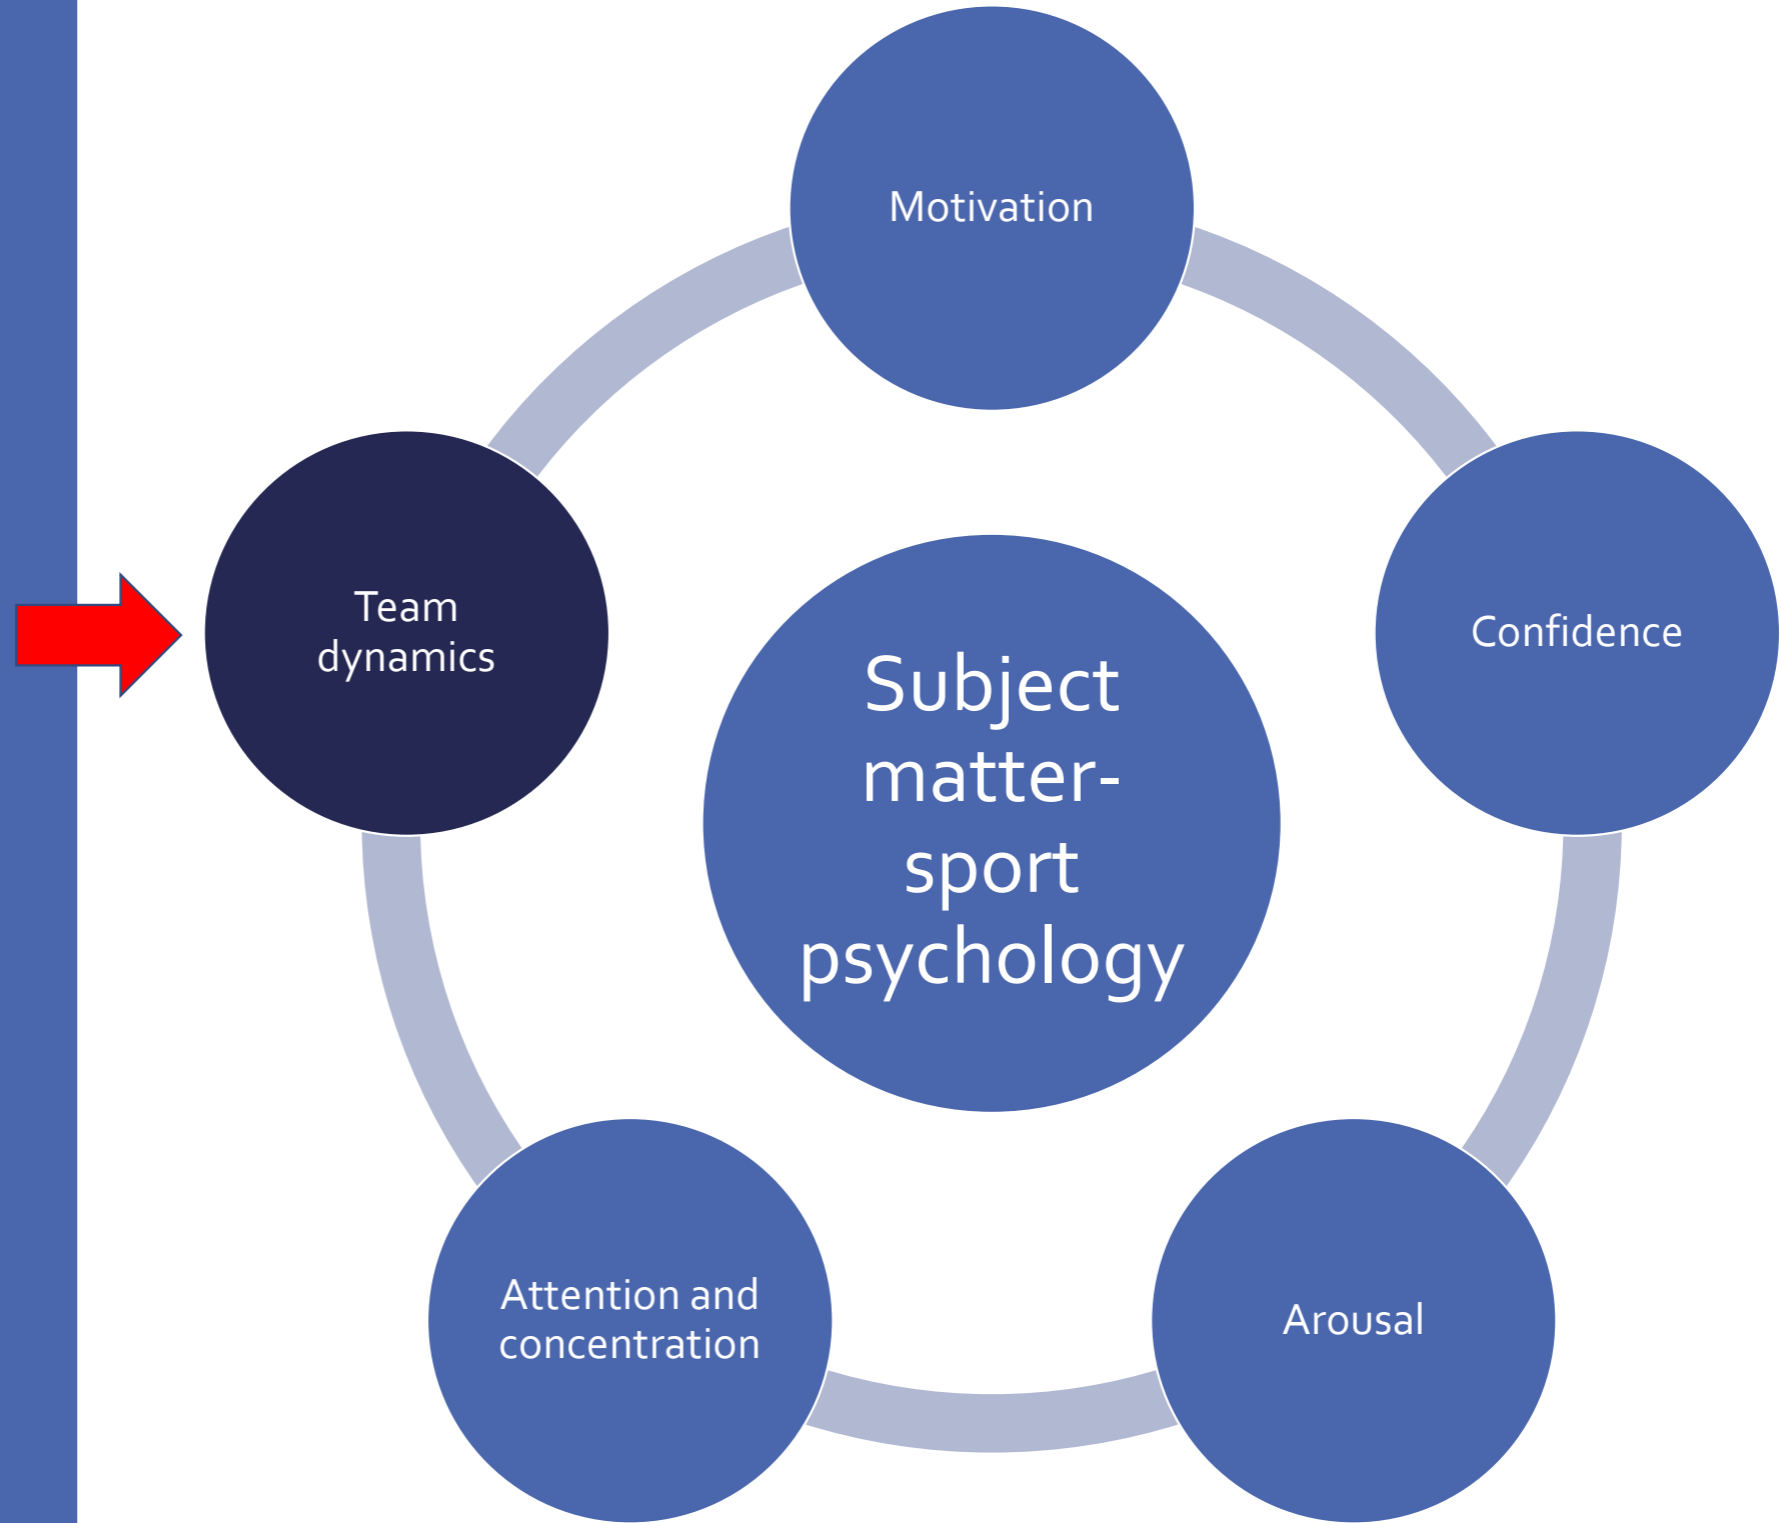 Motivation
Team
dynamics
Confidence
Subject
matter-
sport
psychology
Attention and
concentration
Arousal